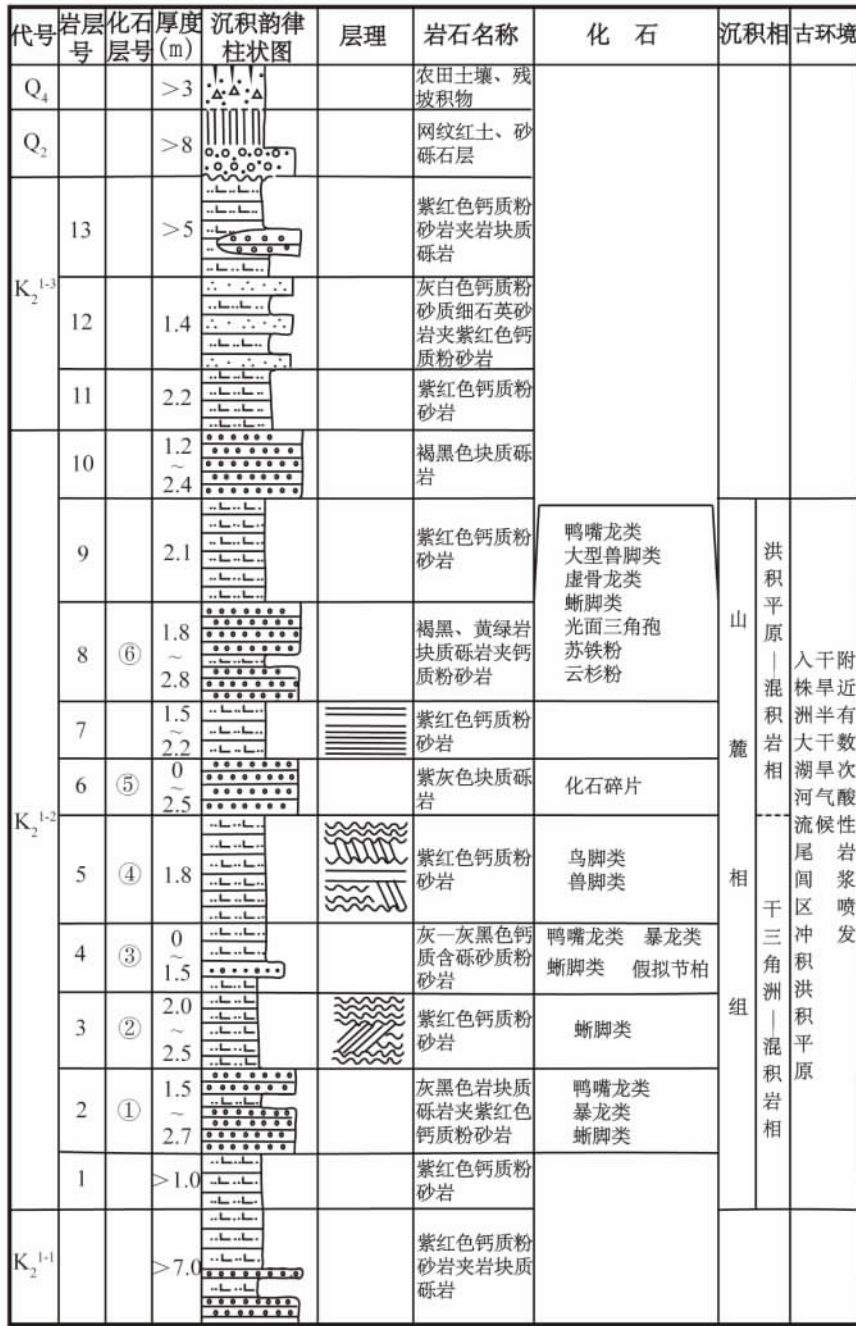 代号 岩层号 化石层号 厚度(m) 沉积韵律柱状图 层理 岩石名称 化 石 沉积相 古环境
Q4 >3 农田土壤、残
坡积物
Q2 >8 网纹红土、砂
砾石层
K2 1-3
13 >5 紫红色钙质粉
砂岩夹岩块质
砾岩
12 1.4 灰白色钙质粉
砂质细石英砂
岩夹紫红色钙
质粉砂岩
11 2.2 紫红色钙质粉
砂岩
K2 1-2
10 1.2~2.4 褐黑色块质砾
岩
9 2.1 紫红色钙质粉
砂岩
8 ⑥ 1.8~2.8 褐黑、黄绿岩
块质砾岩夹钙
质粉砂岩
鸭嘴龙类
大型兽脚类
虚骨龙类
蜥脚类
光面三角孢
苏铁粉
云杉粉
7 1.5~2.2 紫红色钙质粉
砂岩
6 ⑤ 0~2.5 紫灰色块质砾
岩
化石碎片
5 ④ 1.8 紫红色钙质粉
砂岩
鸟脚类
兽脚类
4 ③ 0~1.5 灰—灰黑色钙
质含砾砂质粉
砂岩
鸭嘴龙类 暴龙类
蜥脚类 假拟节柏
3 ② 2.0~2.5 紫红色钙质粉
砂岩
蜥脚类
2 ① 1.5~2.7 灰黑色岩块质
砾岩夹紫红色
钙质粉砂岩
鸭嘴龙类
暴龙类
蜥脚类
1 >1.0 紫红色钙质粉
砂岩
K2 1-1 >7.0 紫红色钙质粉
砂岩夹岩块质
砾岩
山麓相组
洪积平原—混积岩相
干三角洲—混积岩相
附近有数次酸性岩浆喷发
干旱半干旱气候
入株洲大湖河流尾闾区冲积洪积平原